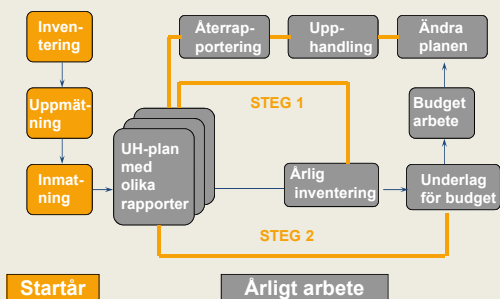 Inven-
tering
Återrap-
portering
Upp-
handling
Ändra
planen
Uppmät-
ning
STEG 1
Budget
arbete
Inmat-
ning
UH-plan
med
olika
rapporter
Årlig
inventering
Underlag
för budget
STEG 2
Startår
Årligt arbete